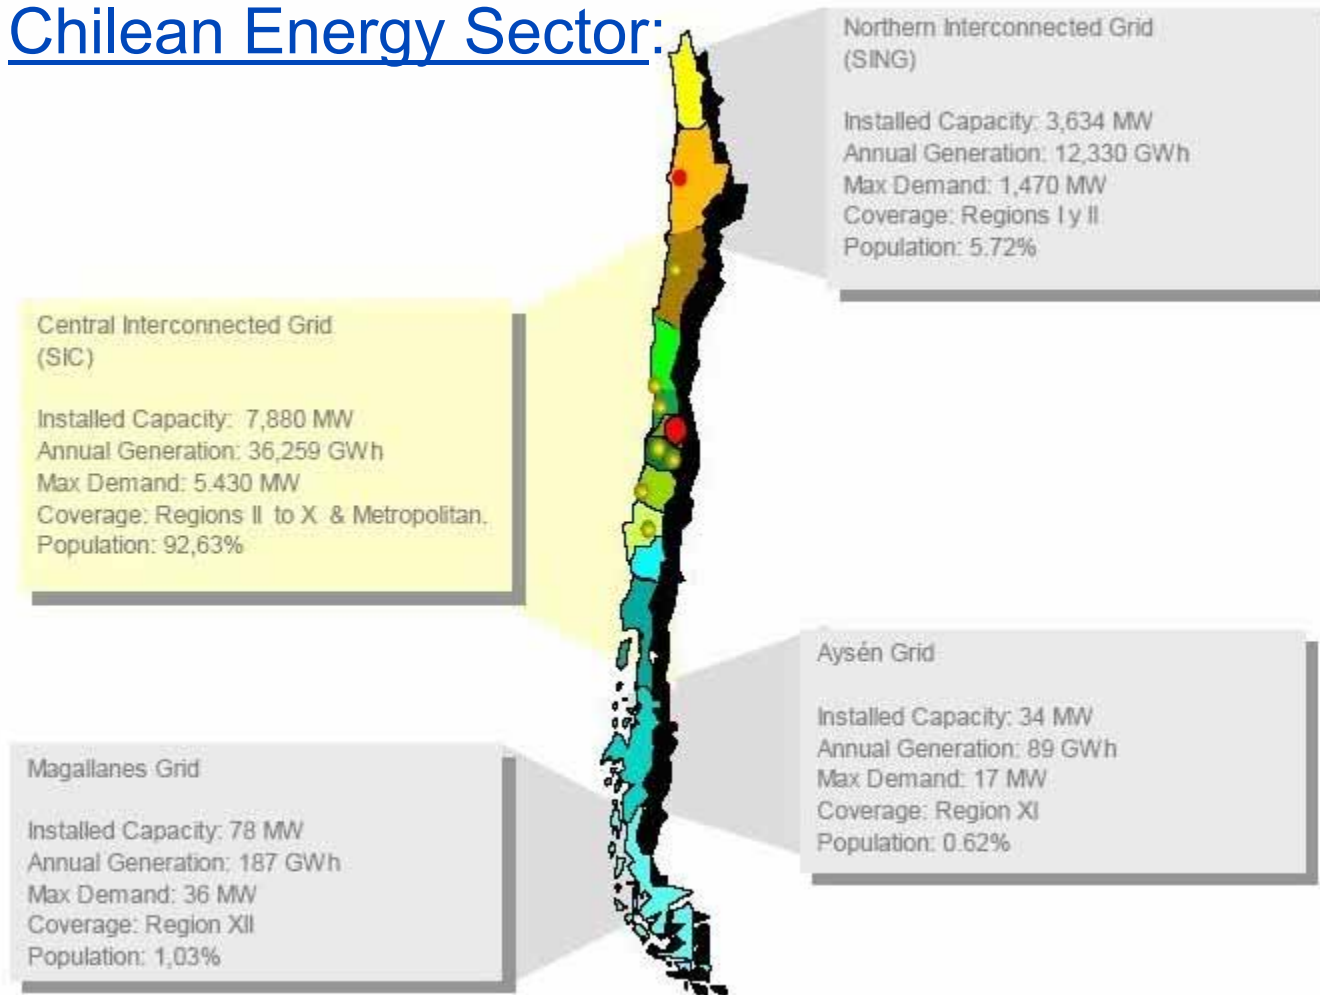 Chilean Energy Sector:
Northern Interconnected Grid
(SING)
Installed Capacity: 3,634 MW
Annual Generation: 12,330 GWh
Max Demand: 1,470 MW
Coverage: Regions I y II
Population: 5.72%
Central Interconnected Grid
(SIC)
Installed Capacity: 7,880 MW
Annual Generation: 36,259 GWh
Max Demand: 5.430 MW
Coverage: Regions II to X & Metropolitan.
Population: 92,63%
Aysén Grid
Installed Capacity: 34 MW
Annual Generation: 89 GWh
Max Demand: 17 MW
Coverage: Region XI
Population: 0.62%
Magallanes Grid
Installed Capacity: 78 MW
Annual Generation: 187 GWh
Max Demand: 36 MW
Coverage: Region XII
Population: 1,03%